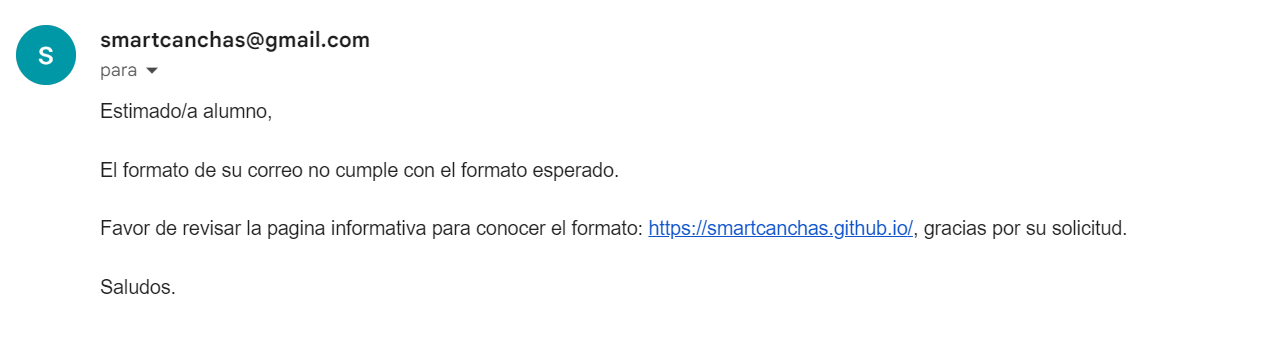 S
smartcanchas@gmail.com
para
Estimado/a alumno,
El formato de su correo no cumple con el formato esperado.
Favor de revisar la pagina informativa para conocer el formato: https://smartcanchas.github.io/, gracias por su solicitud.
Saludos.